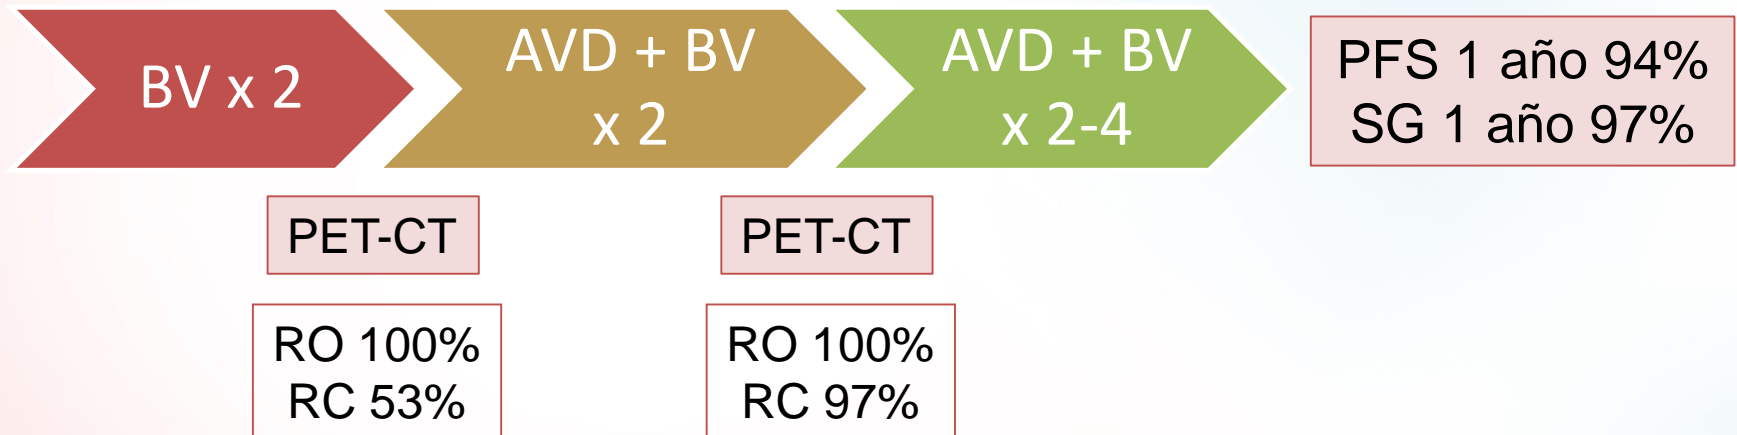 BV x 2
AVD + BV
x 2
AVD + BV
x 2-4
PFS 1 año 94%
SG 1 año 97%
PET-CT
PET-CT
RO 100%
RC 53%
RO 100%
RC 97%